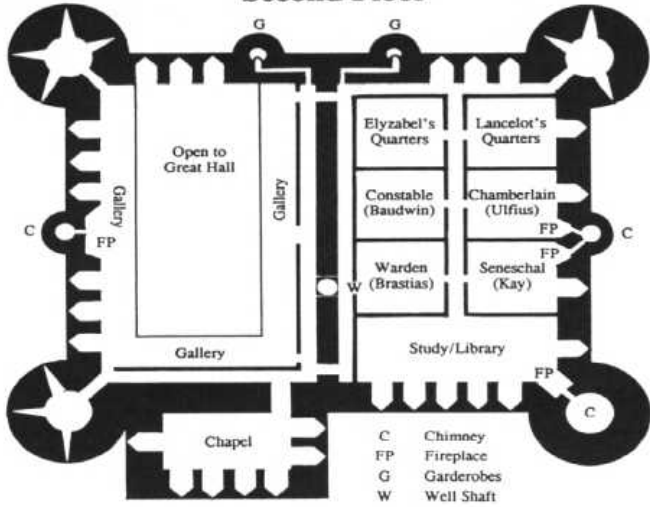 Second Floor
G
G
Elyzabel's
Quarters
Lancelot's
Quarters
Open to
Great Hall
Gallery
Gallery
Constable
(Baudwin)
Chamberlain
(Ulfius)
C
FP
FP
C
FP
Warden
(Brastias)
Seneschal
(Kay)
W
Gallery
Study/Library
FP
C
Chapel
C Chimney
FP Fireplace
G Garderobes
W Well Shaft